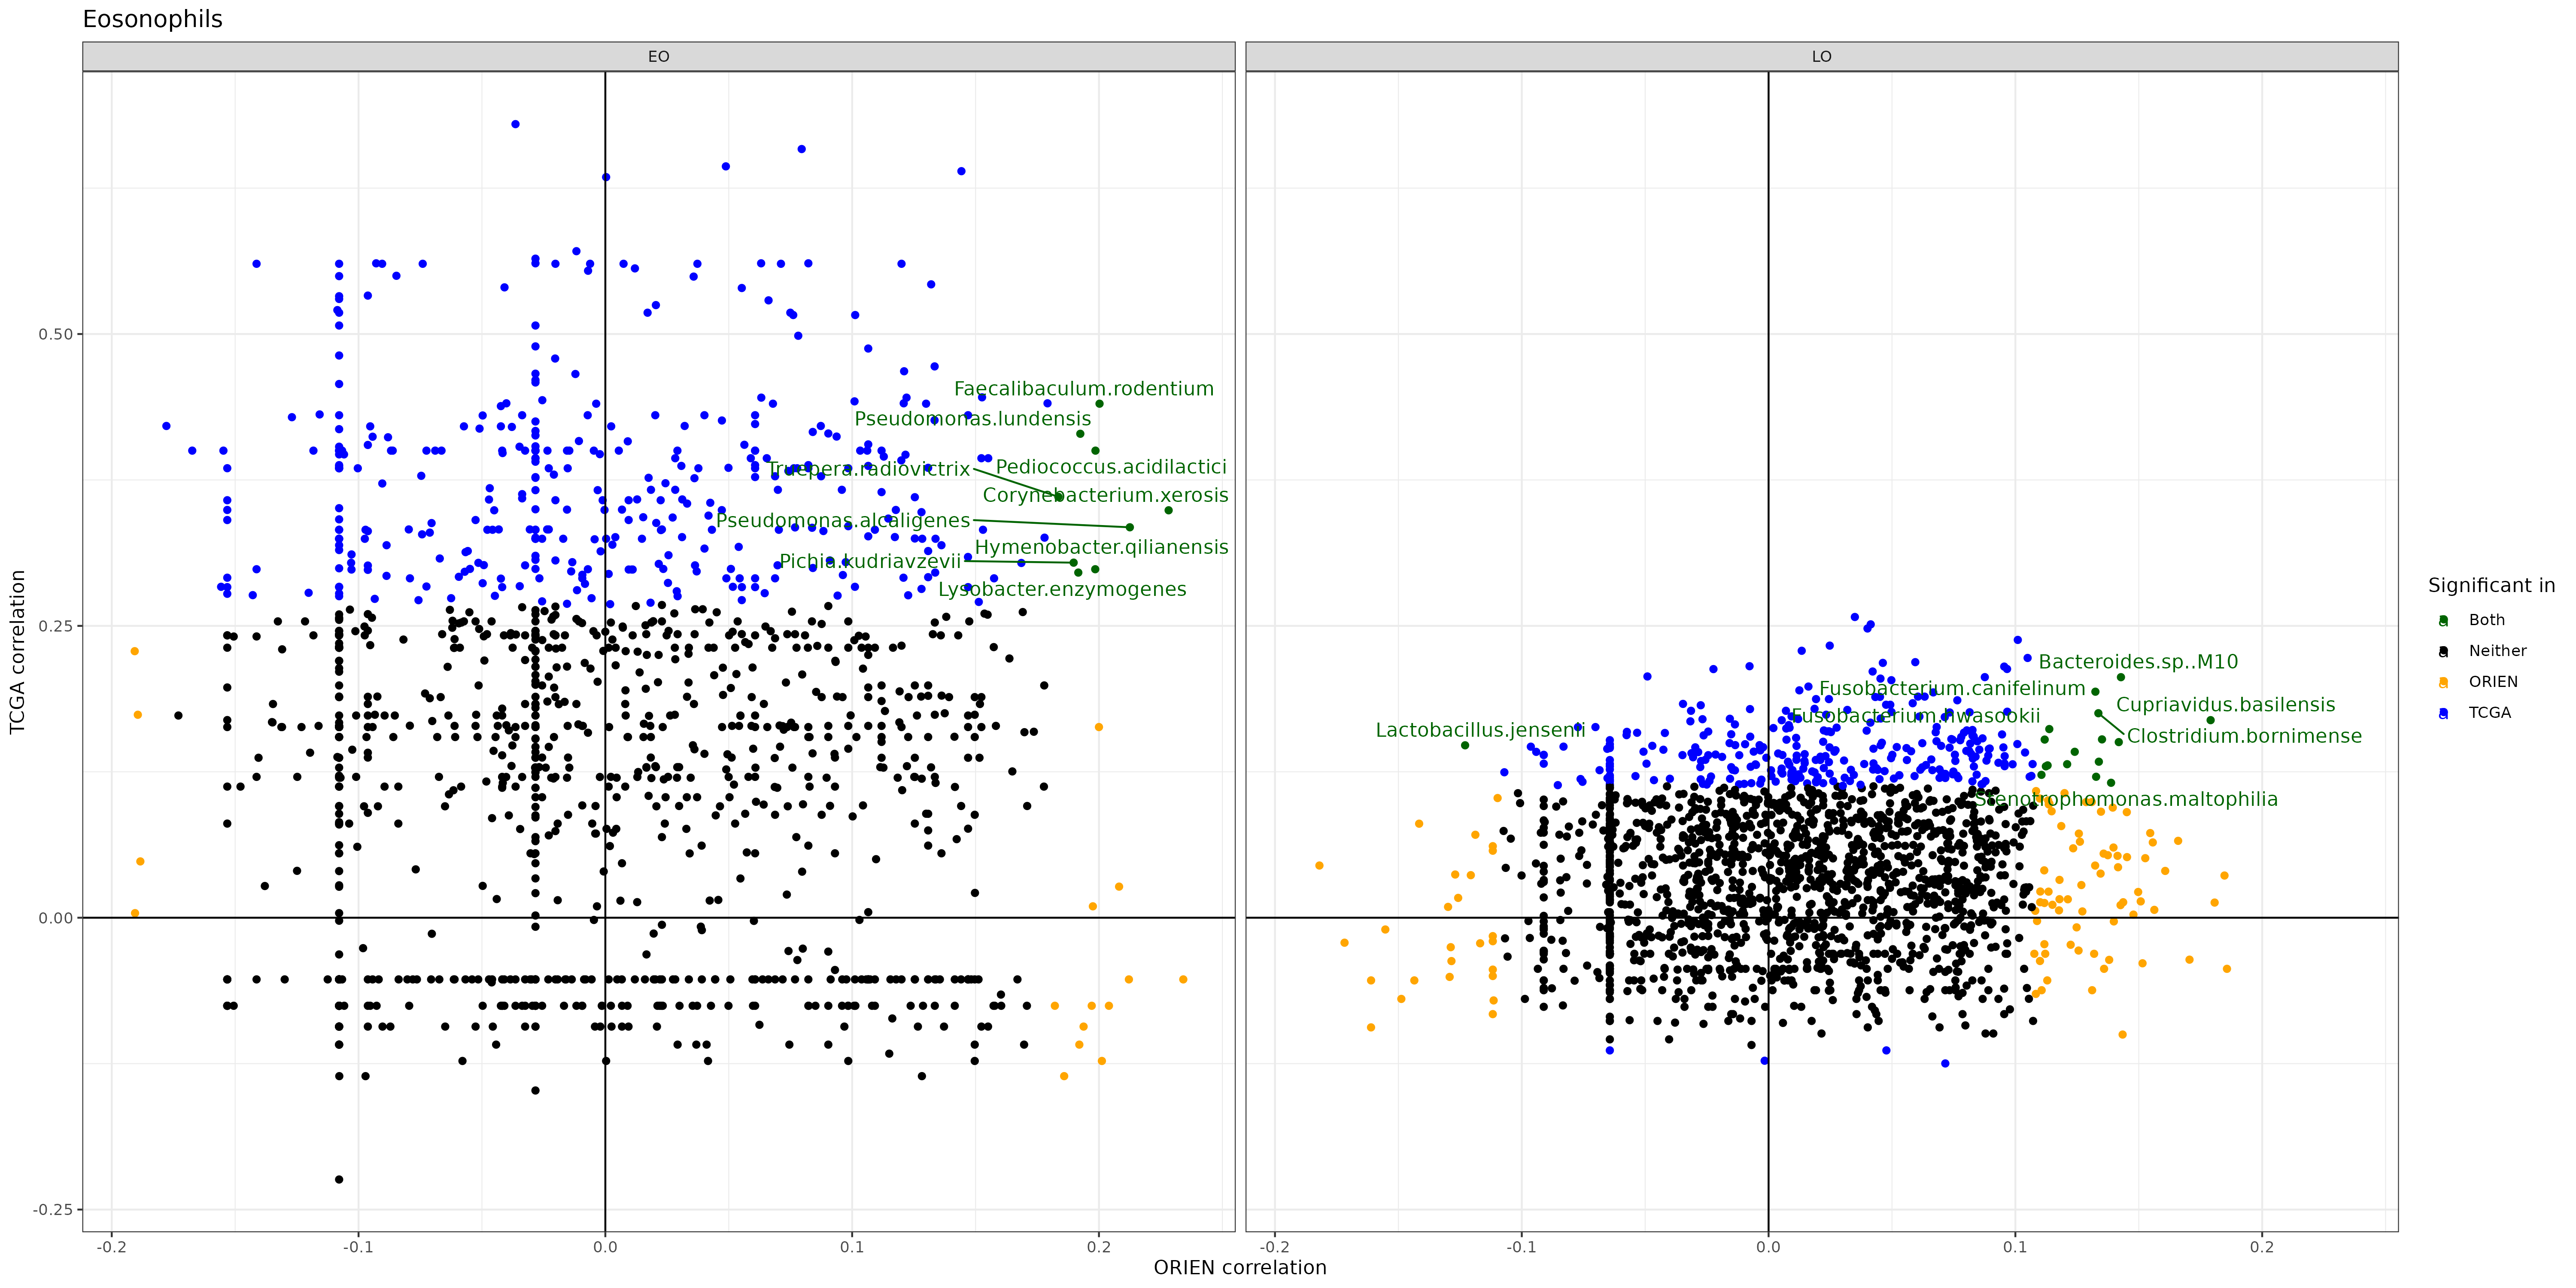 Eosonophils
EO
LO
TCGA correlation
0.50
0.25
0.00
-0.25
Faecalibaculum.rodentium
Pseudomonas.lundensis
Truepera.radiovictrix
Pediococcus.acidilactici
Corynebacterium.xerosis
Pseudomonas.alcaligenes
Hymenobacter.qilianensis
Pichia.kudriavzevii
Lysobacter.enzymogenes
Bacteroides.sp..M10
Fusobacterium.canifelinum
Cupriavidus.basilensis
Fusobacterium.hwasookii
Lactobacillus.jensenii
Clostridium.bornimense
Stenotrophomonas.maltophilia
-0.2
-0.1
0.0
0.1
0.2
-0.2
-0.1
0.0
0.1
0.2
ORIEN correlation
Significant in
a Both
a Neither
a ORIEN
a TCGA